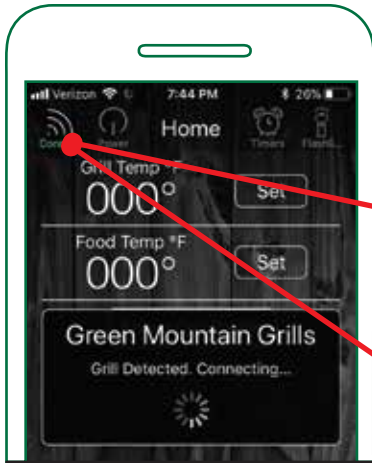 Verizon 7:44 PM 26%
Power Home Timers
Grill Temp °F
000° Set
Food Temp °F
000° Set
Green Mountain Grills
Grill Detected. Connecting...